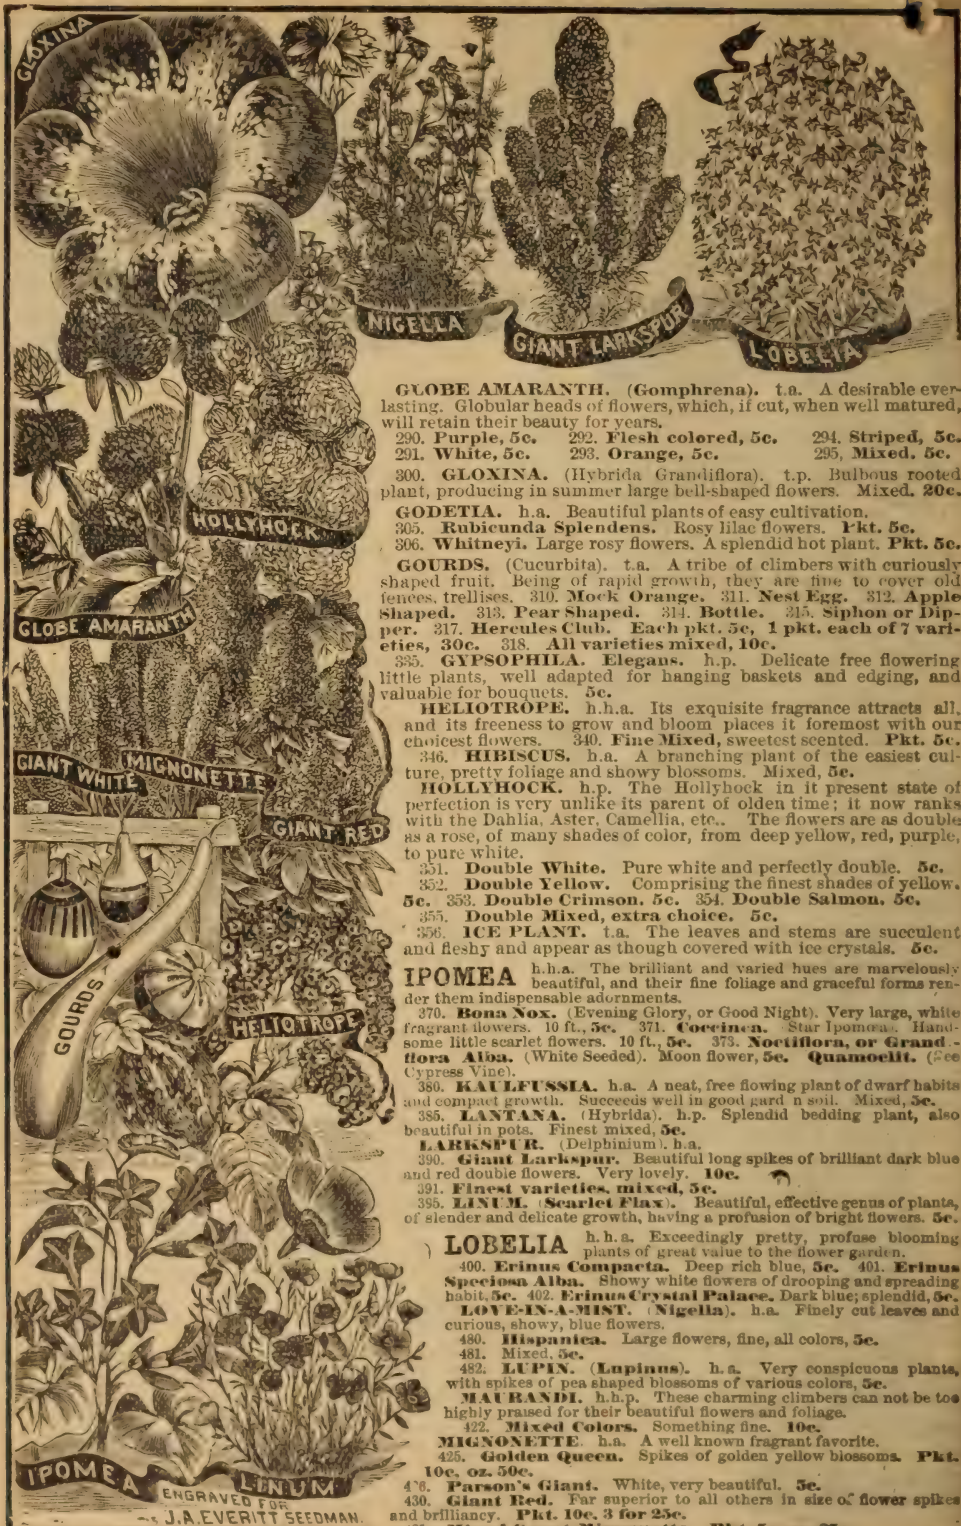 GLOXINA
NIGELLA
GIANT LARKSPUR
LOBELIA
HOLLYHOCK
GLOBE AMARANTH
GIANT WHITE MIGNONETTE
GIANT RED
GOURDS
HELIOTROPE
IPOMEA
LINUM
ENGRAVED FOR
J.A.EVERITT SEEDMAN.
GLOBE AMARANTH. (Gomphrena). t.a. A desirable ever-
lasting. Globular heads of flowers, which, if cut, when well matured,
will retain their beauty for years.
290. Purple, 5c. 292. Flesh colored, 5c. 294. Striped, 5c.
291. White, 5c. 293. Orange, 5c. 295, Mixed. 5c.
300. GLOXINA. (Hybrida Grandiflora). t.p. Bulbous rooted
plant, producing in summer large bell-shaped flowers. Mixed. 20c.
GODETIA. h.a. Beautiful plants of easy cultivation.
305. Rubicunda Splendens. Rosy lilac flowers. Pkt. 5c.
306. Whitneyi. Large rosy flowers. A splendid hot plant. Pkt. 5c.
GOURDS. (Cucurbita). t.a. A tribe of climbers with curiously
shaped fruit. Being of rapid growth, they are fine to cover old
fences, trellises. 310. Mock Orange. 311. Nest Egg. 312. Apple
Shaped. 313. Pear Shaped. 314. Bottle. 315. Siphon or Dip-
per. 317. Hercules Club. Each pkt. 5c, 1 pkt. each of 7 vari-
eties, 30c. 318. All varieties mixed, 10c.
335. GYPSOPHILA. Elegans. h.p. Delicate free flowering
little plants, well adapted for hanging baskets and edging, and
valuable for bouquets. 5c.
HELIOTROPE. h.h.a. Its exquisite fragrance attracts all,
and its freeness to grow and bloom places it foremost with our
choicest flowers. 340. Fine Mixed, sweetest scented. Pkt. 5c.
346. HIBISCUS. h.a. A branching plant of the easiest cul-
ture, pretty foliage and showy blossoms. Mixed, 5c.
HOLLYHOCK. h.p. The Hollyhock in it present state of
perfection is very unlike its parent of olden time; it now ranks
with the Dahlia, Aster, Camellia, etc.. The flowers are as double
as a rose, of many shades of color, from deep yellow, red, purple,
to pure white.
351. Double White. Pure white and perfectly double. 5c.
352. Double Yellow. Comprising the finest shades of yellow.
5c. 353. Double Crimson. 5c. 354. Double Salmon. 5c.
355. Double Mixed, extra choice. 5c.
356. ICE PLANT. t.a. The leaves and stems are succulent
and fleshy and appear as though covered with ice crystals. 5c.
IPOMEA h.h.a. The brilliant and varied hues are marvelously
beautiful, and their fine foliage and graceful forms ren-
der them indispensable adornments.
370. Bona Nox. (Evening Glory, or Good Night). Very large, white
fragrant flowers. 10 ft., 5c. 371. Coccinea. Star Ipomea. Hand-
some little scarlet flowers. 10 ft., 5c. 373. Noctiflora, or Grand-
flora Alba. (White Seeded). Moon flower, 5c. Quamoclit. (See
Cypress Vine).
380. KAULFUSSIA. h.a. A neat, free flowing plant of dwarf habits
and compact growth. Succeeds well in good gard n soil. Mixed, 5c.
385. LANTANA. (Hybrida). h.p. Splendid bedding plant, also
beautiful in pots. Finest mixed, 5c.
LARKSPUR. (Delphinium). h.a.
390. Giant Larkspur. Beautiful long spikes of brilliant dark blue
and red double flowers. Very lovely. 10c.
391. Finest varieties, mixed, 5c.
395. LINUM. (Scarlet Flax). Beautiful, effective genus of plants,
of slender and delicate growth, having a profusion of bright flowers. 5c.
LOBELIA h.h.a. Exceedingly pretty, profuse blooming
plants of great value to the flower garden.
400. Erinus Compacta. Deep rich blue, 5c. 401. Erinus
Speciosa Alba. Showy white flowers of drooping and spreading
habit, 5c. 402. Erinus Crystal Palace. Dark blue; splendid, 5c.
LOVE-IN-A-MIST. (Nigella). h.a. Finely cut leaves and
curious, showy, blue flowers.
480. Hispanica. Large flowers, fine, all colors, 5c.
481. Mixed, 5c.
482. LUPIN. (Lupinus). h.a. Very conspicuous plants,
with spikes of pea shaped blossoms of various colors, 5c.
MAURANDI. h.h.p. These charming climbers can not be too
highly praised for their beautiful flowers and foliage.
422. Mixed Colors. Something fine. 10c.
MIGNONETTE. h.a. A well known fragrant favorite.
425. Golden Queen. Spikes of golden yellow blossoms. Pkt.
10c, oz. 50c.
Parson's Giant. White, very beautiful. 5c.
430. Giant Red. Far superior to all others in size of flower spikes
and brilliancy. Pkt. 10c, 3 for 25c.